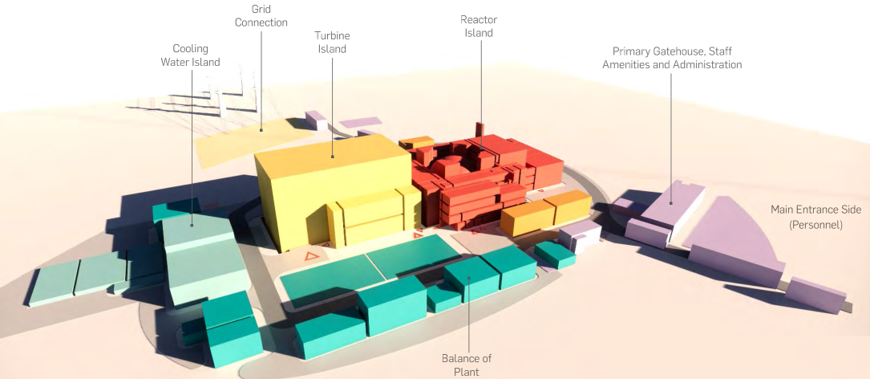 Grid
Connection
Reactor
Island
Turbine
Island
Cooling
Water Island
Primary Gatehouse, Staff
Amenities and Administration
Main Entrance Side
(Personnel)
Balance of
Plant